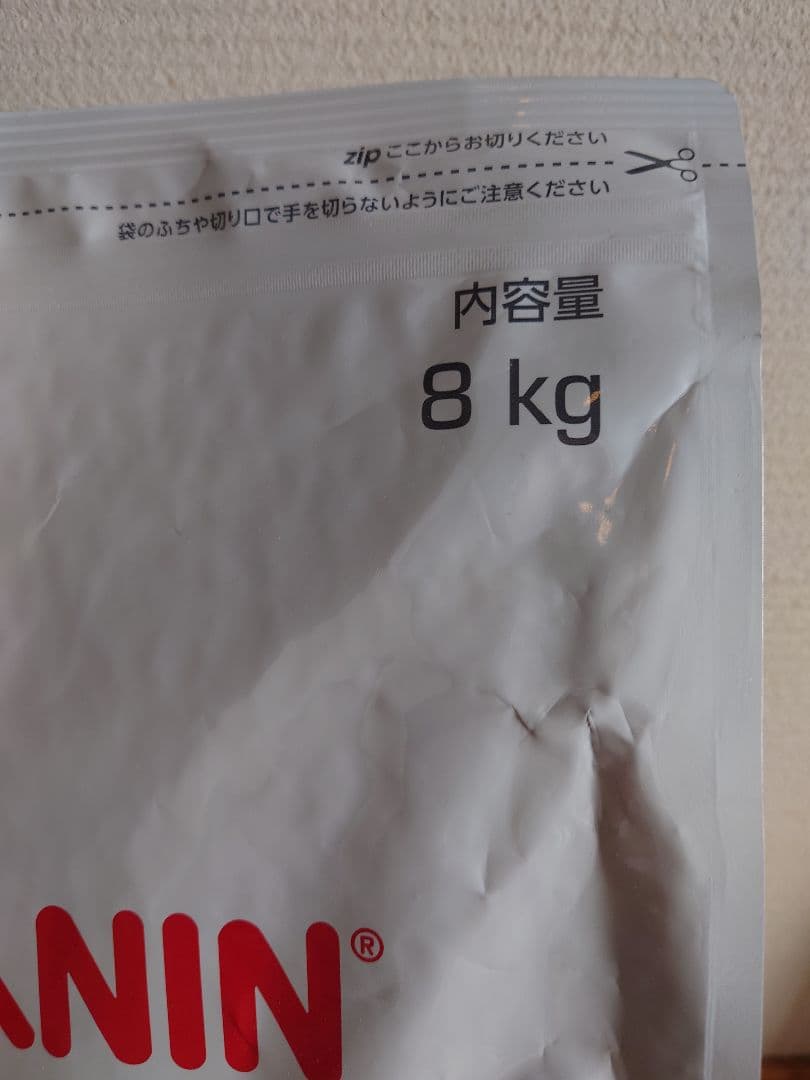 zip ここからお切りください
袋のふちや切り口で手を切らないようにご注意ください
内容量
8 kg
ANIN®